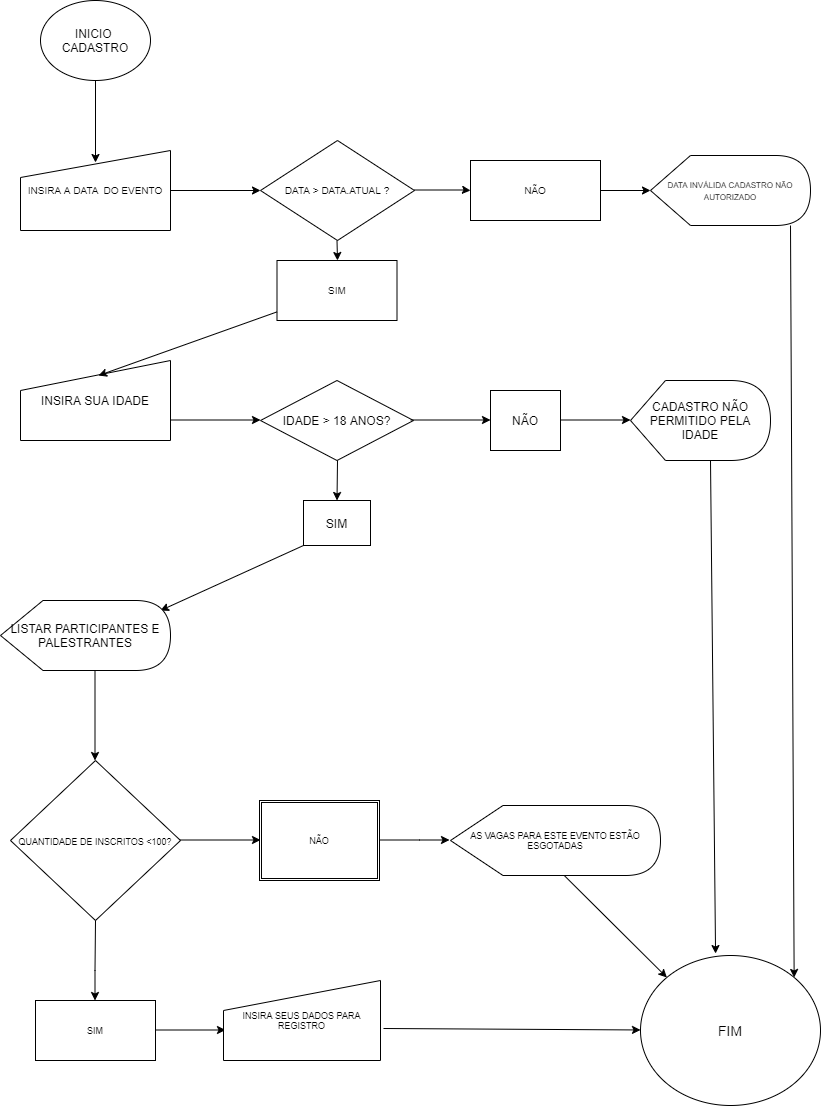 INICIO
CADASTRO
INSIRA A DATA DO EVENTO
DATA > DATA.ATUAL ?
NÃO
DATA INVÁLIDA CADASTRO NÃO
AUTORIZADO
SIM
INSIRA SUA IDADE
IDADE > 18 ANOS?
NÃO
CADASTRO NÃO
PERMITIDO PELA
IDADE
SIM
LISTAR PARTICIPANTES E
PALESTRANTES
QUANTIDADE DE INSCRITOS <100?
NÃO
AS VAGAS PARA ESTE EVENTO ESTÃO
ESGOTADAS
SIM
INSIRA SEUS DADOS PARA
REGISTRO
FIM